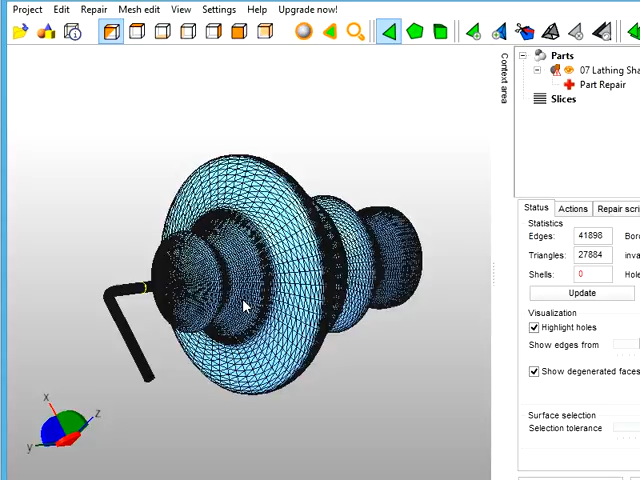 Project Edit Repair Mesh edit View Settings Help Upgrade now!
Context area
Parts
07 Lathing Sha
Part Repair
Slices
Status Actions Repair scri
Statistics
Edges: 41898 Bor
Triangles: 27884 inva
Shells: 0 Hole
Update
Visualization
Highlight holes
Show edges from
Show degenerated faces
Surface selection
Selection tolerance
x
z
y